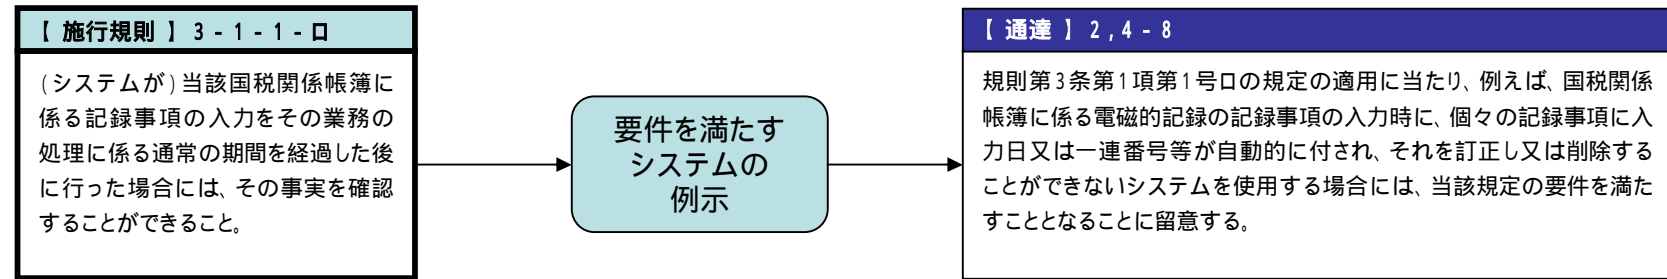 【 施行規則 】 3 - 1 - 1 - ロ
(システムが)当該国税関係帳簿に
係る記録事項の入力をその業務の
処理に係る通常の期間を経過した後
に行った場合には、その事実を確認
することができること。
要件を満たす
システムの
例示
【 通達 】 2 , 4 - 8
規則第3条第1項第1号ロの規定の適用に当たり、例えば、国税関係
帳簿に係る電磁的記録の記録事項の入力時に、個々の記録事項に入
力日又は一連番号等が自動的に付され、それを訂正し又は削除する
ことができないシステムを使用する場合には、当該規定の要件を満た
すこととなることに留意する。